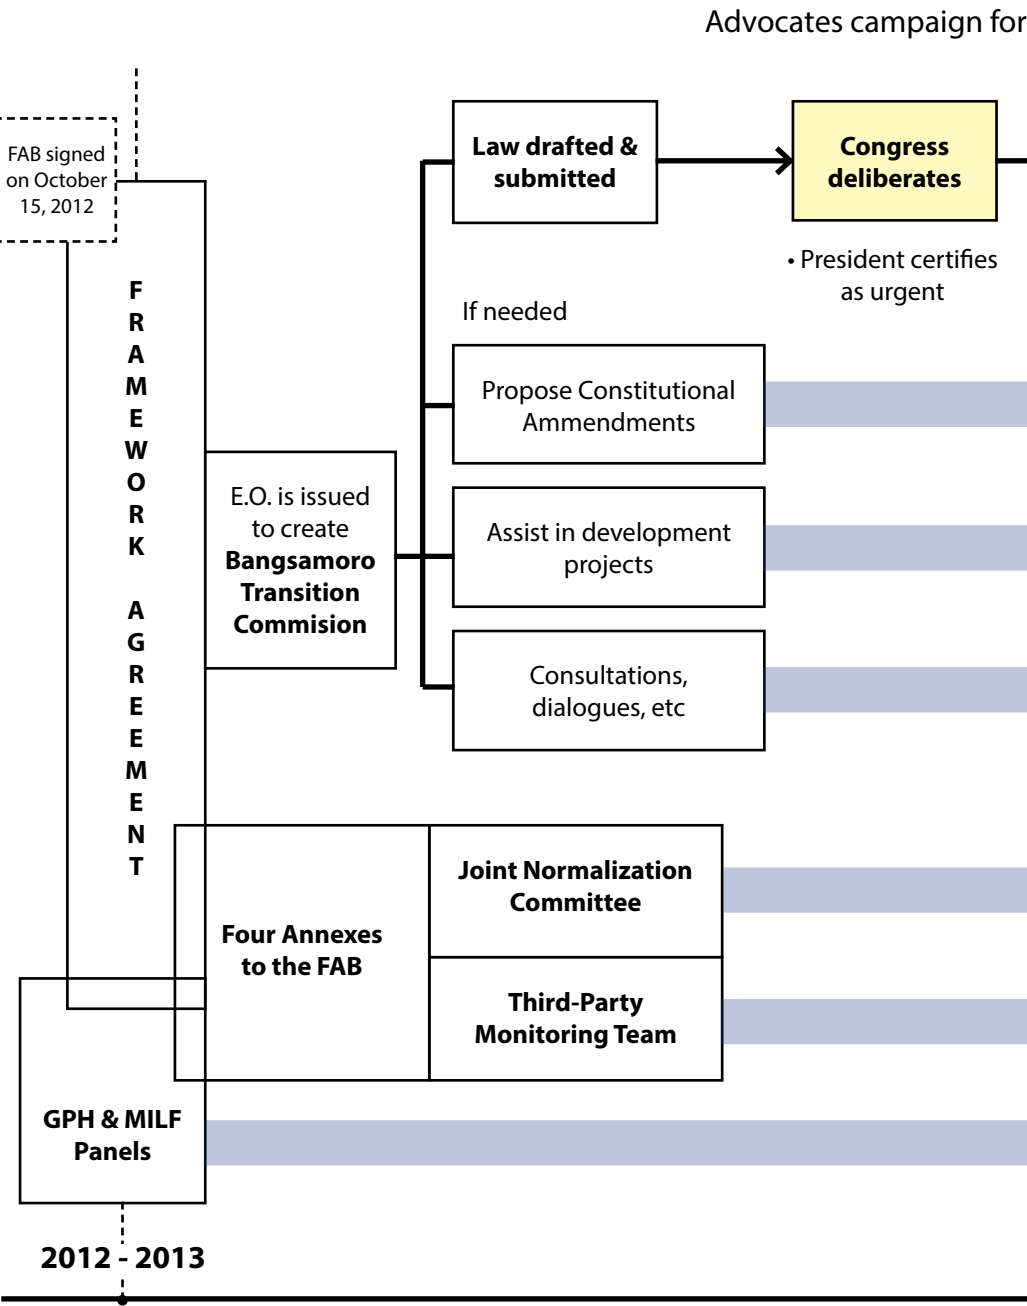 Advocates campaign for
FAB signed
on October
15, 2012
FRAMEWORK
AGREEMENT
Law drafted &
submitted
Congress
deliberates
• President certifies
as urgent
If needed
Propose Constitutional
Ammendments
E.O. is issued
to create
Bangsamoro
Transition
Commision
Assist in development
projects
Consultations,
dialogues, etc
Four Annexes
to the FAB
Joint Normalization
Committee
Third-Party
Monitoring Team
GPH & MILF
Panels
2012 - 2013